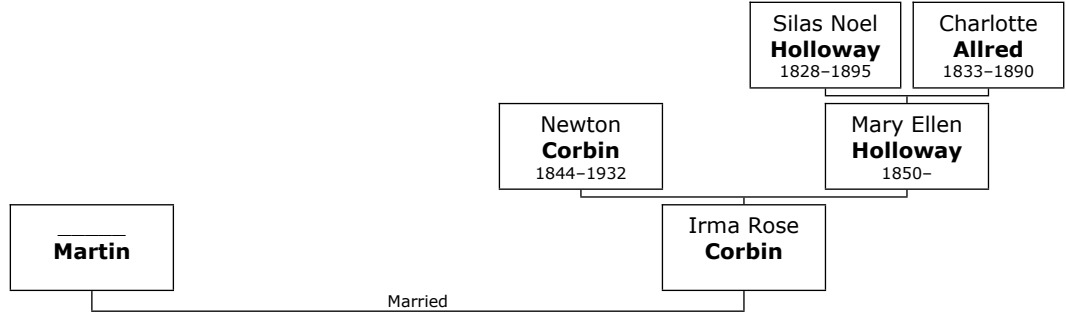 Silas Noel
Holloway
1828–1895
Charlotte
Allred
1833–1890
Newton
Corbin
1844–1932
Mary Ellen
Holloway
1850–
______
Martin
Irma Rose
Corbin
Married